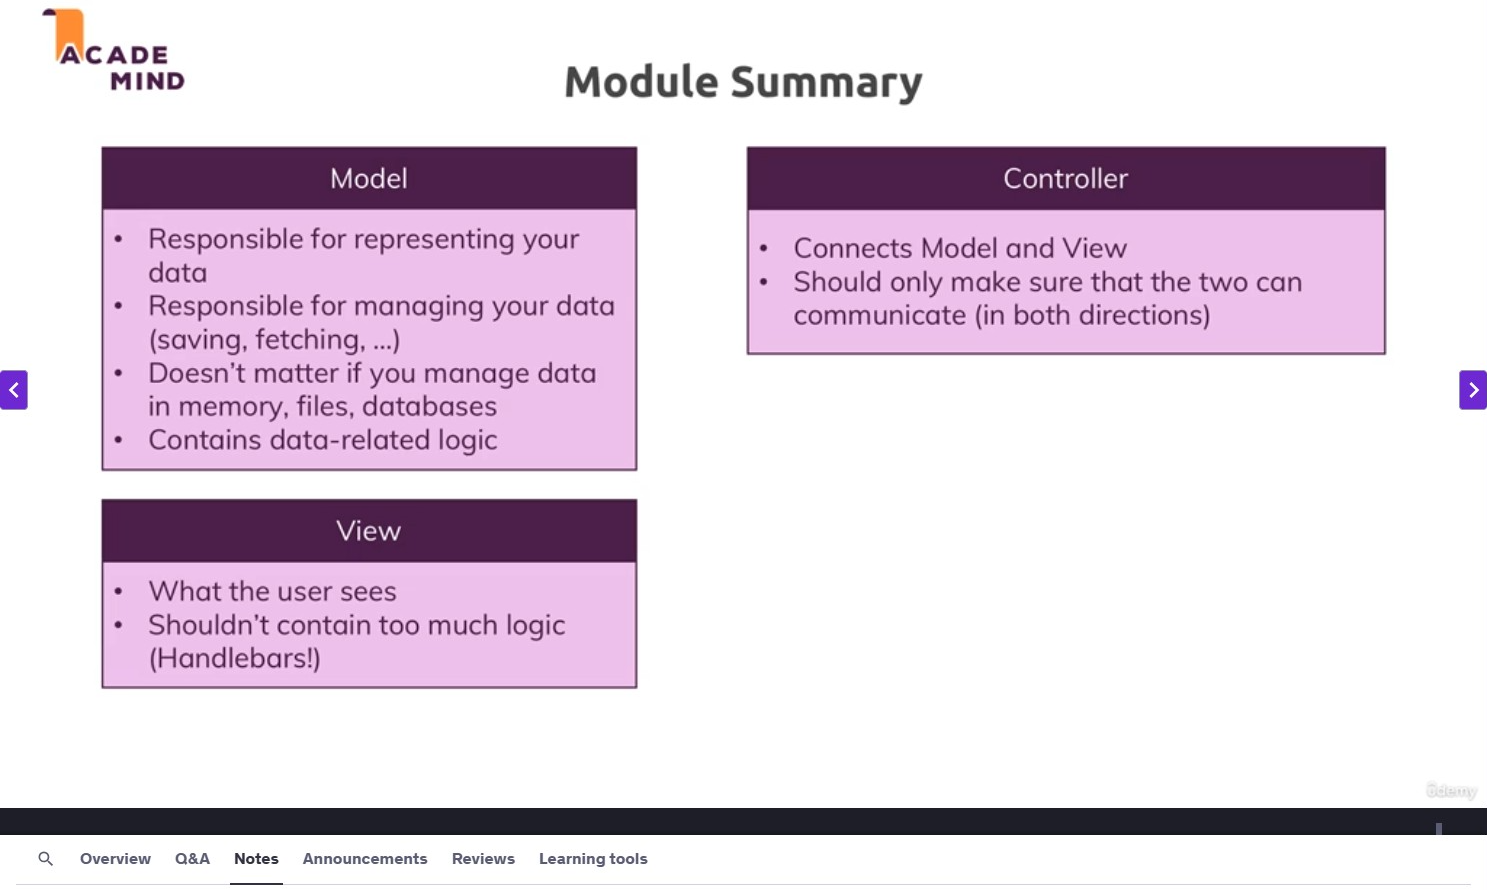 ACADE
MIND
Module Summary
Model
• Responsible for representing your
data
• Responsible for managing your data
(saving, fetching, ...)
• Doesn't matter if you manage data
in memory, files, databases
• Contains data-related logic
View
• What the user sees
• Shouldn't contain too much logic
(Handlebars!)
Controller
• Connects Model and View
• Should only make sure that the two can
communicate (in both directions)
ûdemy
Overview Q&A Notes Announcements Reviews Learning tools